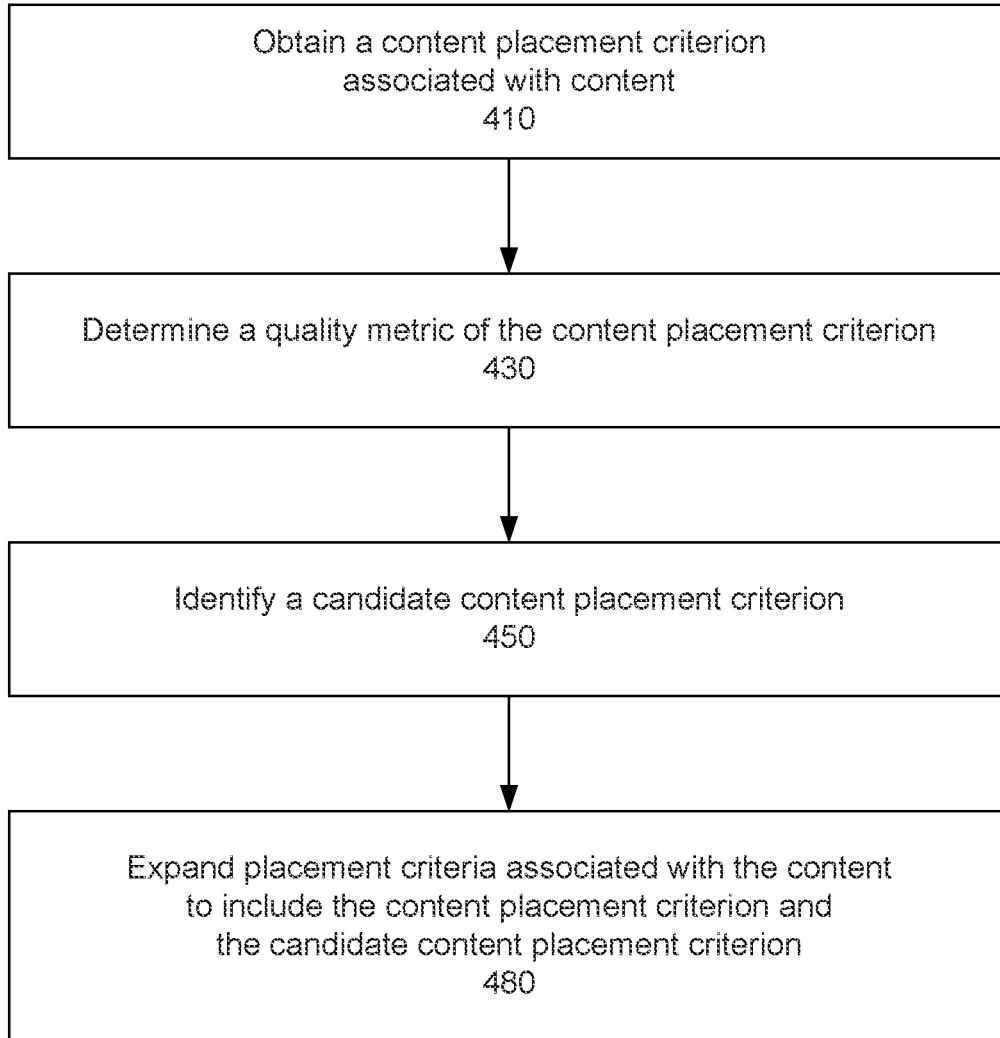 Obtain a content placement criterion
associated with content
410
Determine a quality metric of the content placement criterion
430
Identify a candidate content placement criterion
450
Expand placement criteria associated with the content
to include the content placement criterion and
the candidate content placement criterion
480